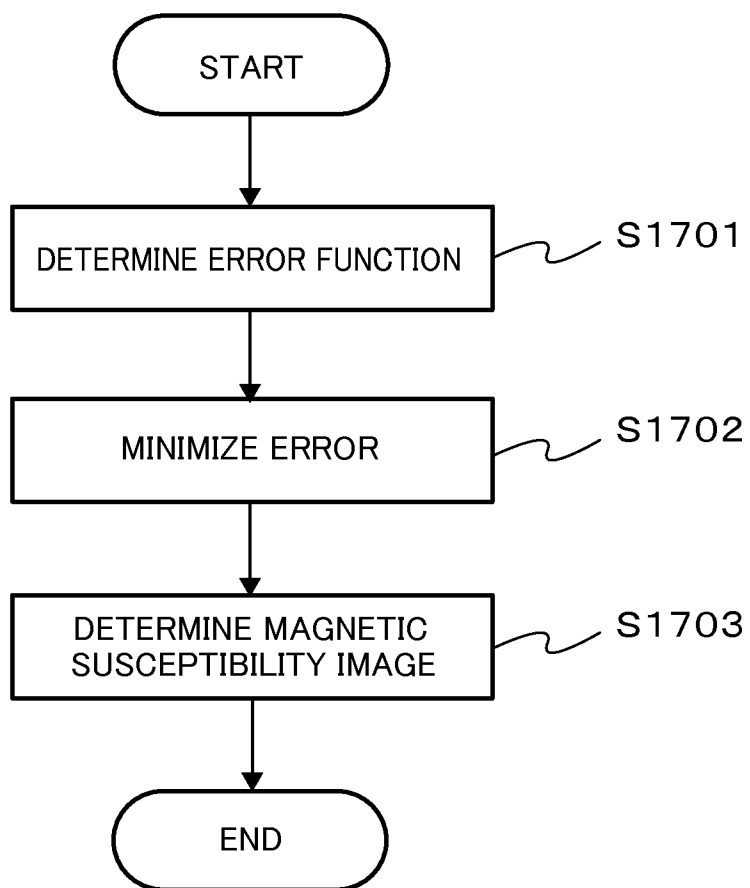 START
DETERMINE ERROR FUNCTION
S1701
MINIMIZE ERROR
S1702
DETERMINE MAGNETIC
SUSCEPTIBILITY IMAGE
S1703
END